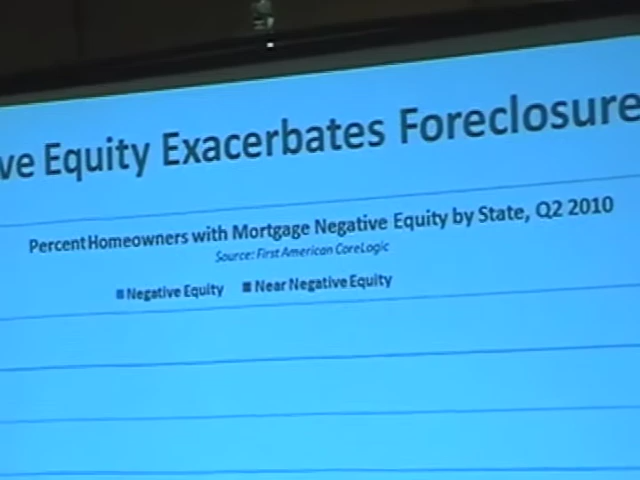 ve Equity Exacerbates Foreclosure
Percent Homeowners with Mortgage Negative Equity by State, Q2 2010
Source: First American CoreLogic
Negative Equity Near Negative Equity